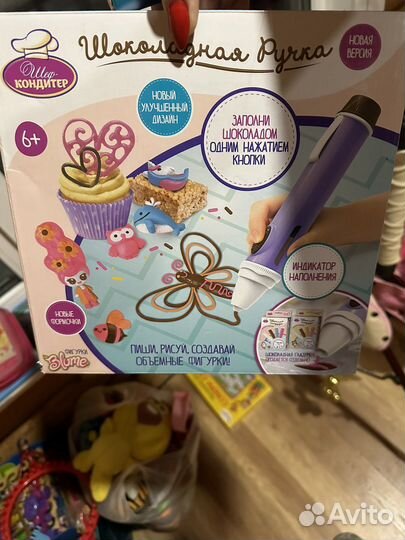 Шоколадная Ручка
Шеф-
КОНДИТЕР
6+
НОВЫЙ
УЛУЧШЕННЫЙ
ДИЗАЙН
НОВАЯ
ВЕРСИЯ
ЗАПОЛНИ
ШОКОЛАДОМ
ОДНИМ НАЖАТИЕМ
КНОПКИ
ИНДИКАТОР
НАПОЛНЕНИЯ
НОВЫЕ
ФОРМОЧКИ
ФИГУРКИ
Blume
ПИШИ, РИСУЙ, СОЗДАВАЙ
ОБЪЕМНЫЕ ФИГУРКИ!
Avito